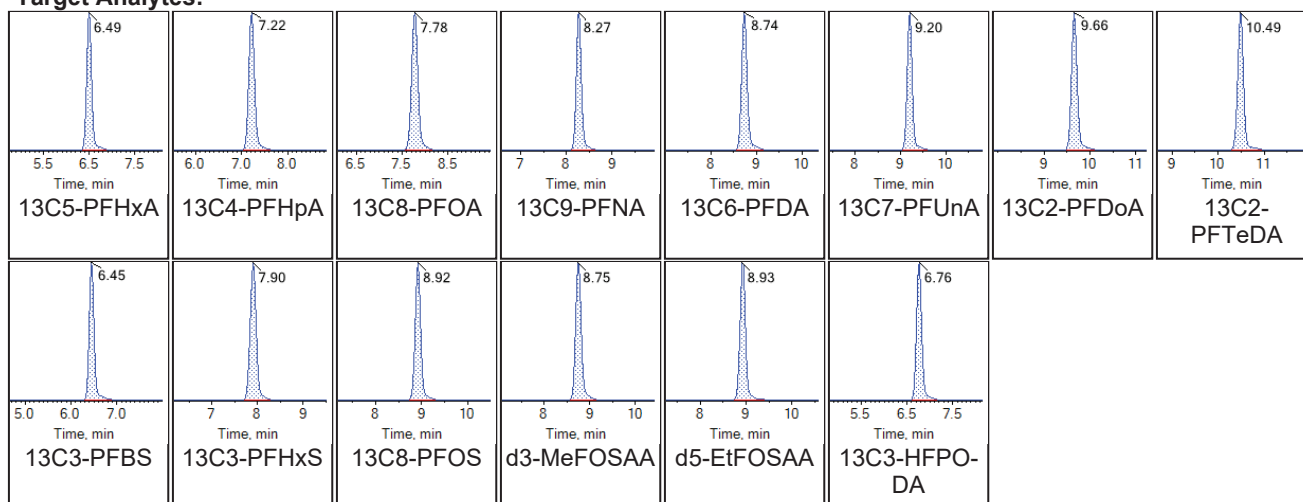 Target Analytes:
6.49 7.22 7.78 8.27 8.74 9.20 9.66 10.49
5.5 6.5 7.5 6.0 7.0 8.0 6.5 7.5 8.5 7 8 9 8 9 10 8 9 10 9 10 11 9 10 11
Time, min Time, min Time, min Time, min Time, min Time, min Time, min Time, min
13C5-PFHxA 13C4-PFHpA 13C8-PFOA 13C9-PFNA 13C6-PFDA 13C7-PFUnA 13C2-PFDoA 13C2-
PFTeDA
6.45 7.90 8.92 8.75 8.93 6.76
5.0 6.0 7.0 7 8 9 8 9 10 8 9 10 8 9 10 5.5 6.5 7.5
Time, min Time, min Time, min Time, min Time, min Time, min
13C3-PFBS 13C3-PFHxS 13C8-PFOS d3-MeFOSAA d5-EtFOSAA 13C3-HFPO-
DA